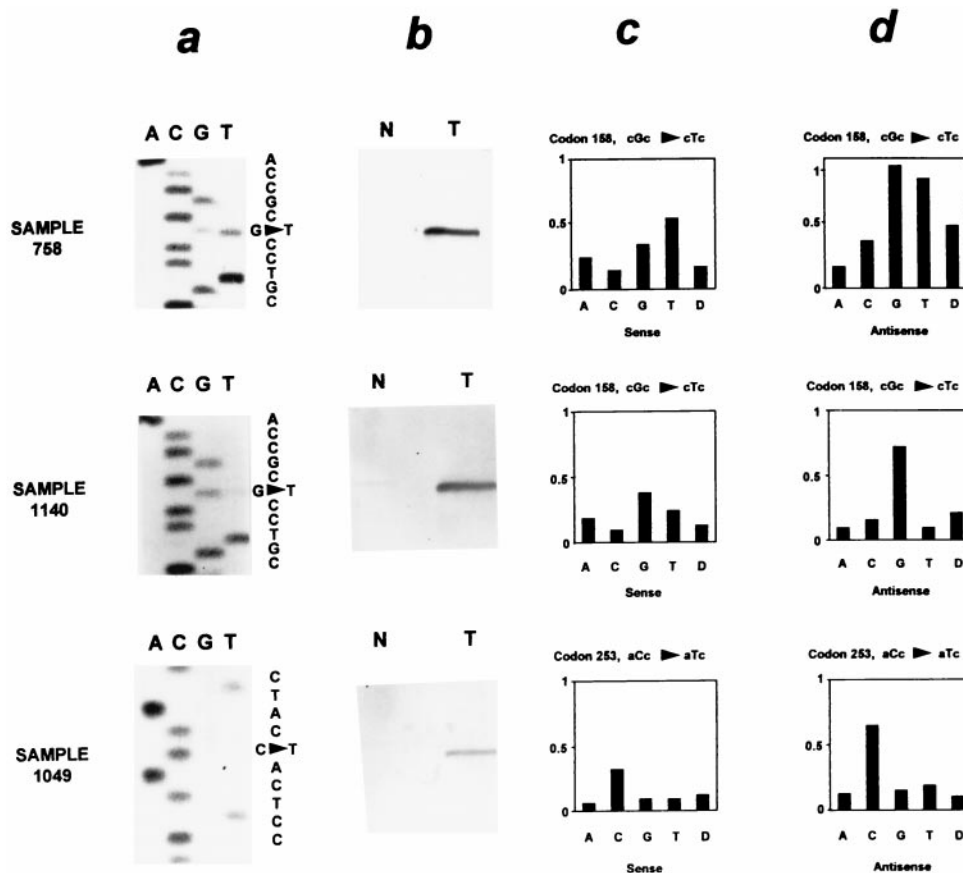 a b c d
A C G T
N T
SAMPLE
758
A
C
C
G
C
G ► T
C
C
T
G
C
Codon 158, cGc ► cTc
1
0.5
0
A C G T D
Sense
Codon 158, cGc ► cTc
1
0.5
0
A C G T D
Antisense
A C G T
N T
SAMPLE
1140
A
C
C
G
C
G ► T
C
C
T
G
C
Codon 158, cGc ► cTc
1
0.5
0
A C G T D
Sense
Codon 158, cGc ► cTc
1
0.5
0
A C G T D
Antisense
A C G T
N T
SAMPLE
1049
C
T
A
C
C ► T
A
C
T
C
C
Codon 253, aCc ► aTc
1
0.5
0
A C G T D
Sense
Codon 253, aCc ► aTc
1
0.5
0
A C G T D
Antisense